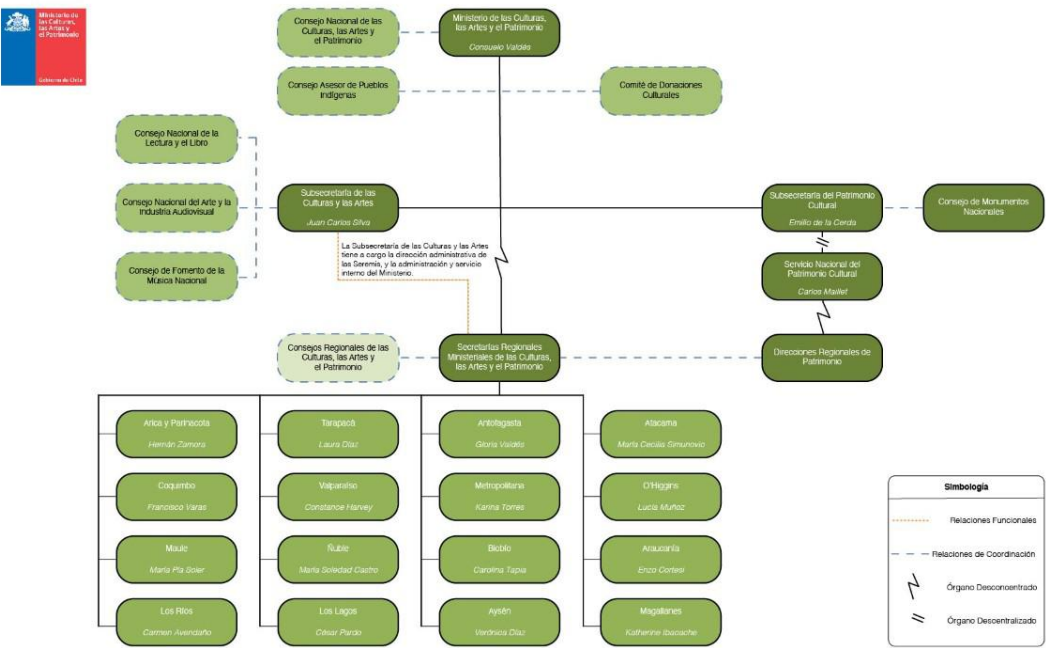 Ministerio de
las Culturas,
las Artes y
el Patrimonio
Gobierno de Chile
Consejo Nacional de las
Culturas, las Artes y
el Patrimonio
Ministerio de las Culturas,
las Artes y el Patrimonio
Consuelo Valdés
Consejo Asesor de Pueblos
Indígenas
Comité de Donaciones
Culturales
Consejo Nacional de la
Lectura y el Libro
Consejo Nacional del Arte y la
Industria Audiovisual
Consejo de Fomento de la
Música Nacional
Subsecretaría de las
Culturas y las Artes
Juan Carlos Silva
Subsecretaría del Patrimonio
Cultural
Emilio de la Cerda
Consejo de Monumentos
Nacionales
La Subsecretaría de las Culturas y las Artes
tiene a cargo la dirección administrativa de
las Seremis, y la administración y servicio
interno del Ministerio.
Servicio Nacional del
Patrimonio Cultural
Carlos Maillet
Consejos Regionales de las
Culturas, las Artes y
el Patrimonio
Secretarías Regionales
Ministeriales de las Culturas,
las Artes y el Patrimonio
Direcciones Regionales de
Patrimonio
Arica y Parinacota
Hernán Zamora
Tarapacá
Laura Díaz
Antofagasta
Gloria Valdés
Atacama
María Cecilia Simunovic
Coquimbo
Francisco Varas
Valparaíso
Constance Harvey
Metropolitana
Karina Torres
O'Higgins
Lucía Muñoz
Maule
María Pía Soler
Ñuble
María Soledad Castro
Biobío
Carolina Tapia
Araucanía
Enzo Cortesi
Los Ríos
Carmen Avendaño
Los Lagos
César Pardo
Aysén
Verónica Díaz
Magallanes
Katherine Ibacache
Simbología
Relaciones Funcionales
Relaciones de Coordinación
Órgano Desconcentrado
Órgano Descentralizado